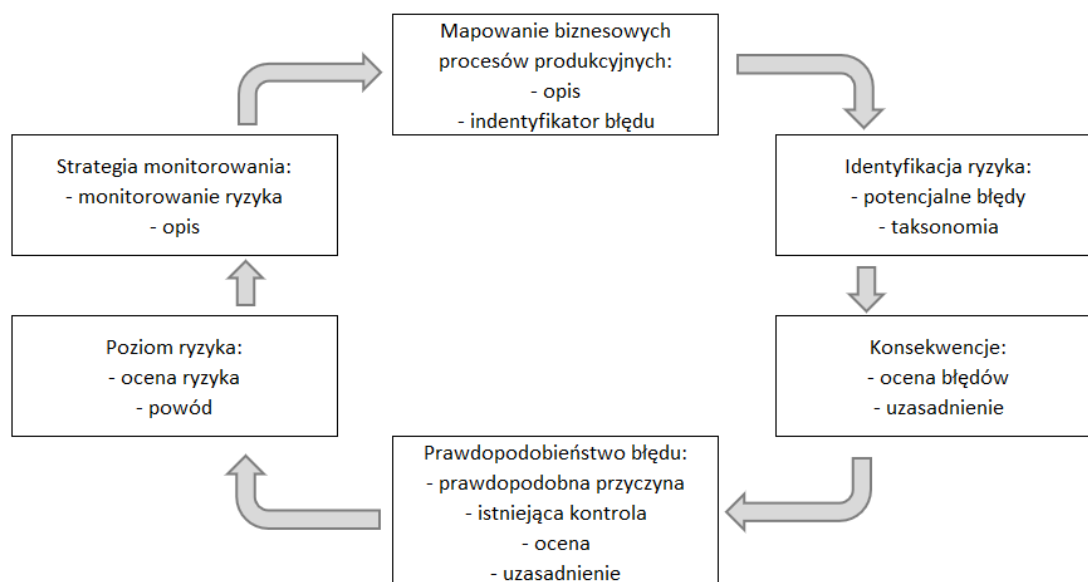 Mapowanie biznesowych
procesów produkcyjnych:
- opis
- indentyfikator błędu
Identyfikacja ryzyka:
- potencjalne błędy
- taksonomia
Konsekwencje:
- ocena błędów
- uzasadnienie
Prawdopodobieństwo błędu:
- prawdopodobna przyczyna
- istniejąca kontrola
- ocena
- uzasadnienie
Poziom ryzyka:
- ocena ryzyka
- powód
Strategia monitorowania:
- monitorowanie ryzyka
- opis